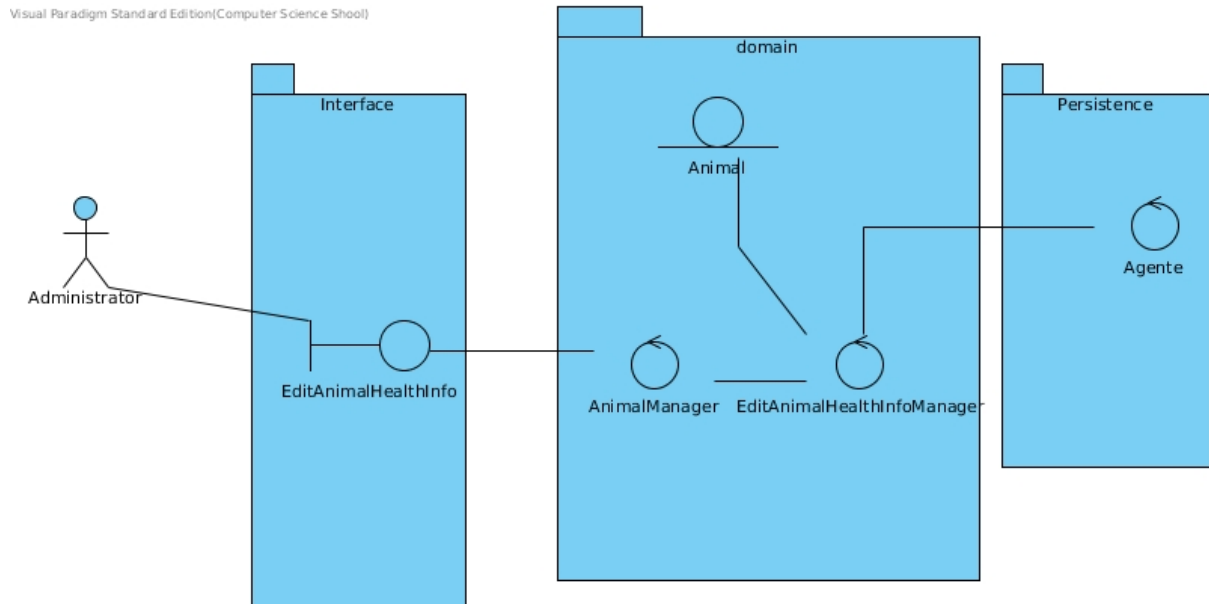 Visual Paradigm Standard Edition(Computer Science Shool)
domain
Interface
Persistence
Animal
Agente
Administrator
EditAnimalHealthInfo
AnimalManager
EditAnimalHealthInfoManager